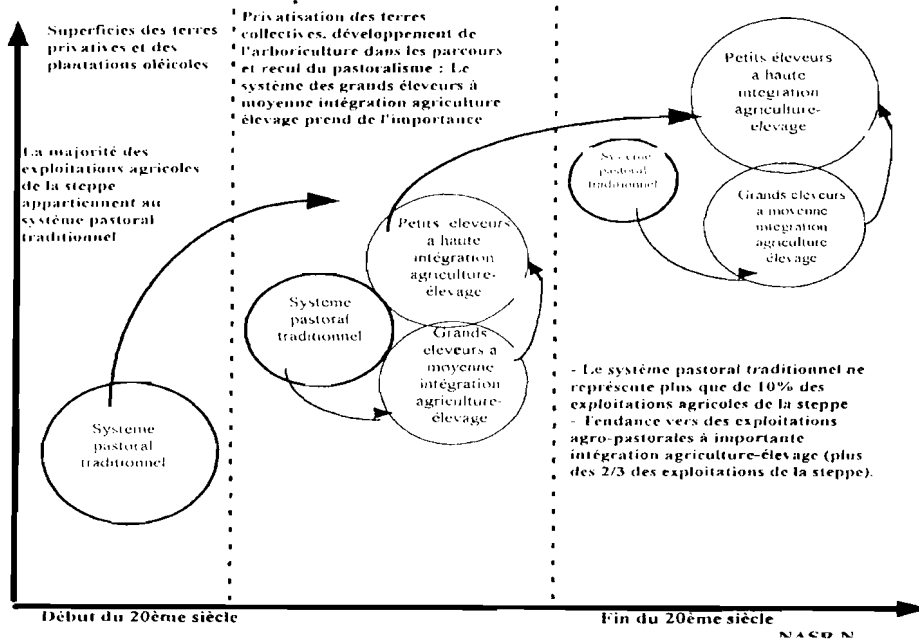 Superficies des terres
privatives et des
plantations oléicoles
La majorité des
exploitations agricoles
de la steppe
appartiennent au
système pastoral
traditionnel
Systeme
pastoral
traditionnel
Début du 20ème siècle
Privatisation des terres
collectives, développement de
l'arboriculture dans les parcours
et recul du pastoralisme : Le
système des grands éleveurs à
moyenne intégration agriculture
élevage prend de l'importance
Petits eleveurs
a haute
intégration
agriculture-
élevage
Systeme
pastoral
traditionnel
Grands
eleveurs a
moyenne
intégration
agriculture-
élevage
Petits éleveurs
a haute
integration
agriculture-
elevage
Systeme
pastoral
traditionnel
Grands eleveurs
a moyenne
integration
agriculture
élevage
- Le système pastoral traditionnel ne
représente plus que de 10% des
exploitations agricoles de la steppe
- Tendance vers des exploitations
agro-pastorales à importante
intégration agriculture-élevage (plus
des 2/3 des exploitations de la steppe).
Fin du 20ème siècle
NASR N